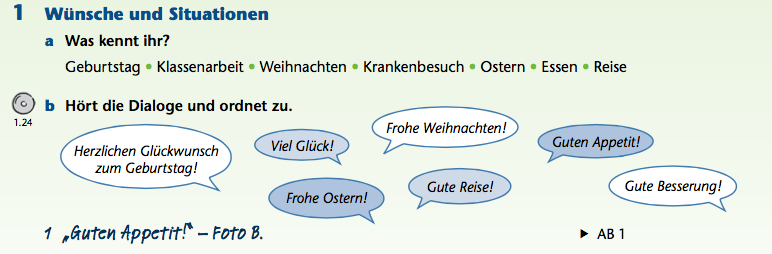 1 Wünsche und Situationen
a Was kennt ihr?
Geburtstag • Klassenarbeit • Weihnachten • Krankenbesuch • Ostern • Essen • Reise
1.24
b Hört die Dialoge und ordnet zu.
Herzlichen Glückwunsch
zum Geburtstag!
Viel Glück!
Frohe Weihnachten!
Guten Appetit!
Frohe Ostern!
Gute Reise!
Gute Besserung!
1 „Guten Appetit!“ – Foto B.
▶ AB 1